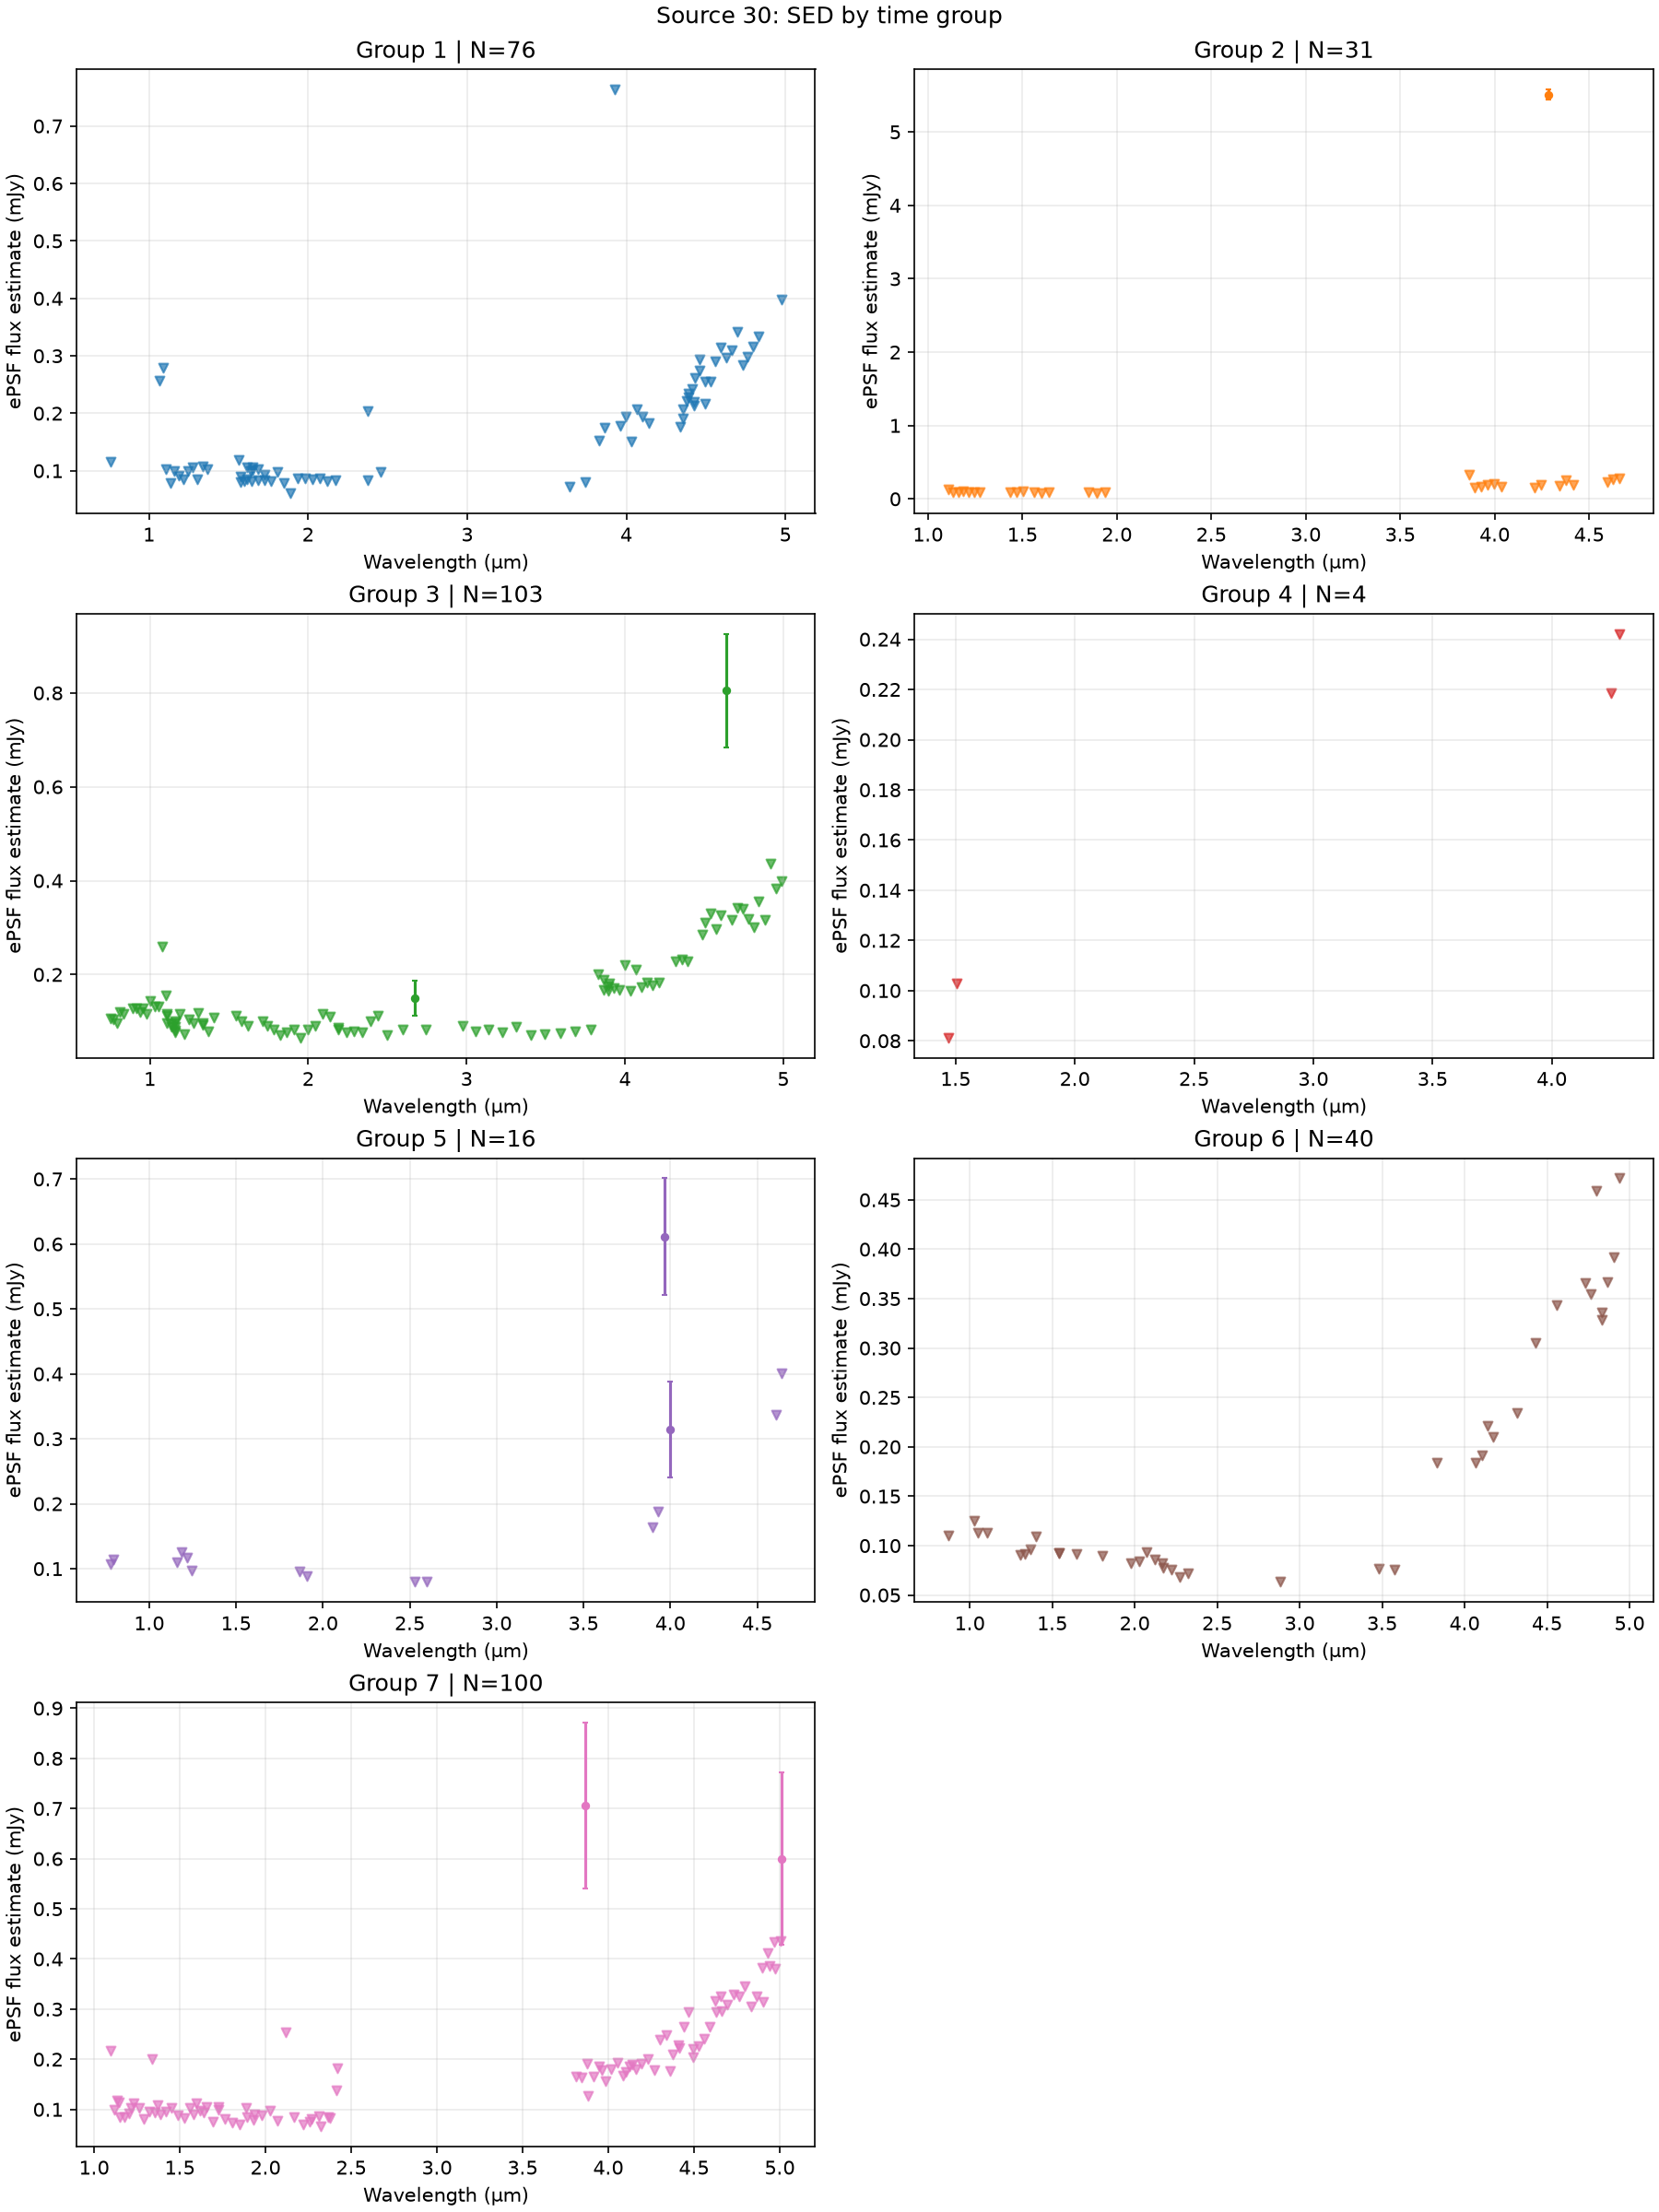 Source 30: SED by time group
Group 1 | N=76
0.7
0.6
0.5
0.4
0.3
0.2
0.1
ePSF flux estimate (mJy)
1 2 3 4 5
Wavelength (µm)
Group 2 | N=31
5
4
3
2
1
0
ePSF flux estimate (mJy)
1.0 1.5 2.0 2.5 3.0 3.5 4.0 4.5
Wavelength (µm)
Group 3 | N=103
0.8
0.6
0.4
0.2
ePSF flux estimate (mJy)
1 2 3 4 5
Wavelength (µm)
Group 4 | N=4
0.24
0.22
0.20
0.18
0.16
0.14
0.12
0.10
0.08
ePSF flux estimate (mJy)
1.5 2.0 2.5 3.0 3.5 4.0
Wavelength (µm)
Group 5 | N=16
0.7
0.6
0.5
0.4
0.3
0.2
0.1
ePSF flux estimate (mJy)
1.0 1.5 2.0 2.5 3.0 3.5 4.0 4.5
Wavelength (µm)
Group 6 | N=40
0.45
0.40
0.35
0.30
0.25
0.20
0.15
0.10
0.05
ePSF flux estimate (mJy)
1.0 1.5 2.0 2.5 3.0 3.5 4.0 4.5 5.0
Wavelength (µm)
Group 7 | N=100
0.9
0.8
0.7
0.6
0.5
0.4
0.3
0.2
0.1
ePSF flux estimate (mJy)
1.0 1.5 2.0 2.5 3.0 3.5 4.0 4.5 5.0
Wavelength (µm)